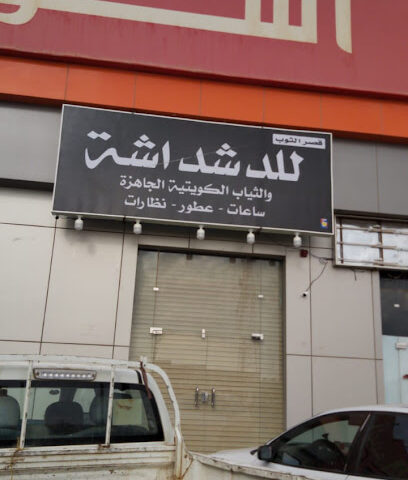 قصر الثوب
للدشداشة
والثياب الكويتية الجاهزة
ساعات - عطور - نظارات